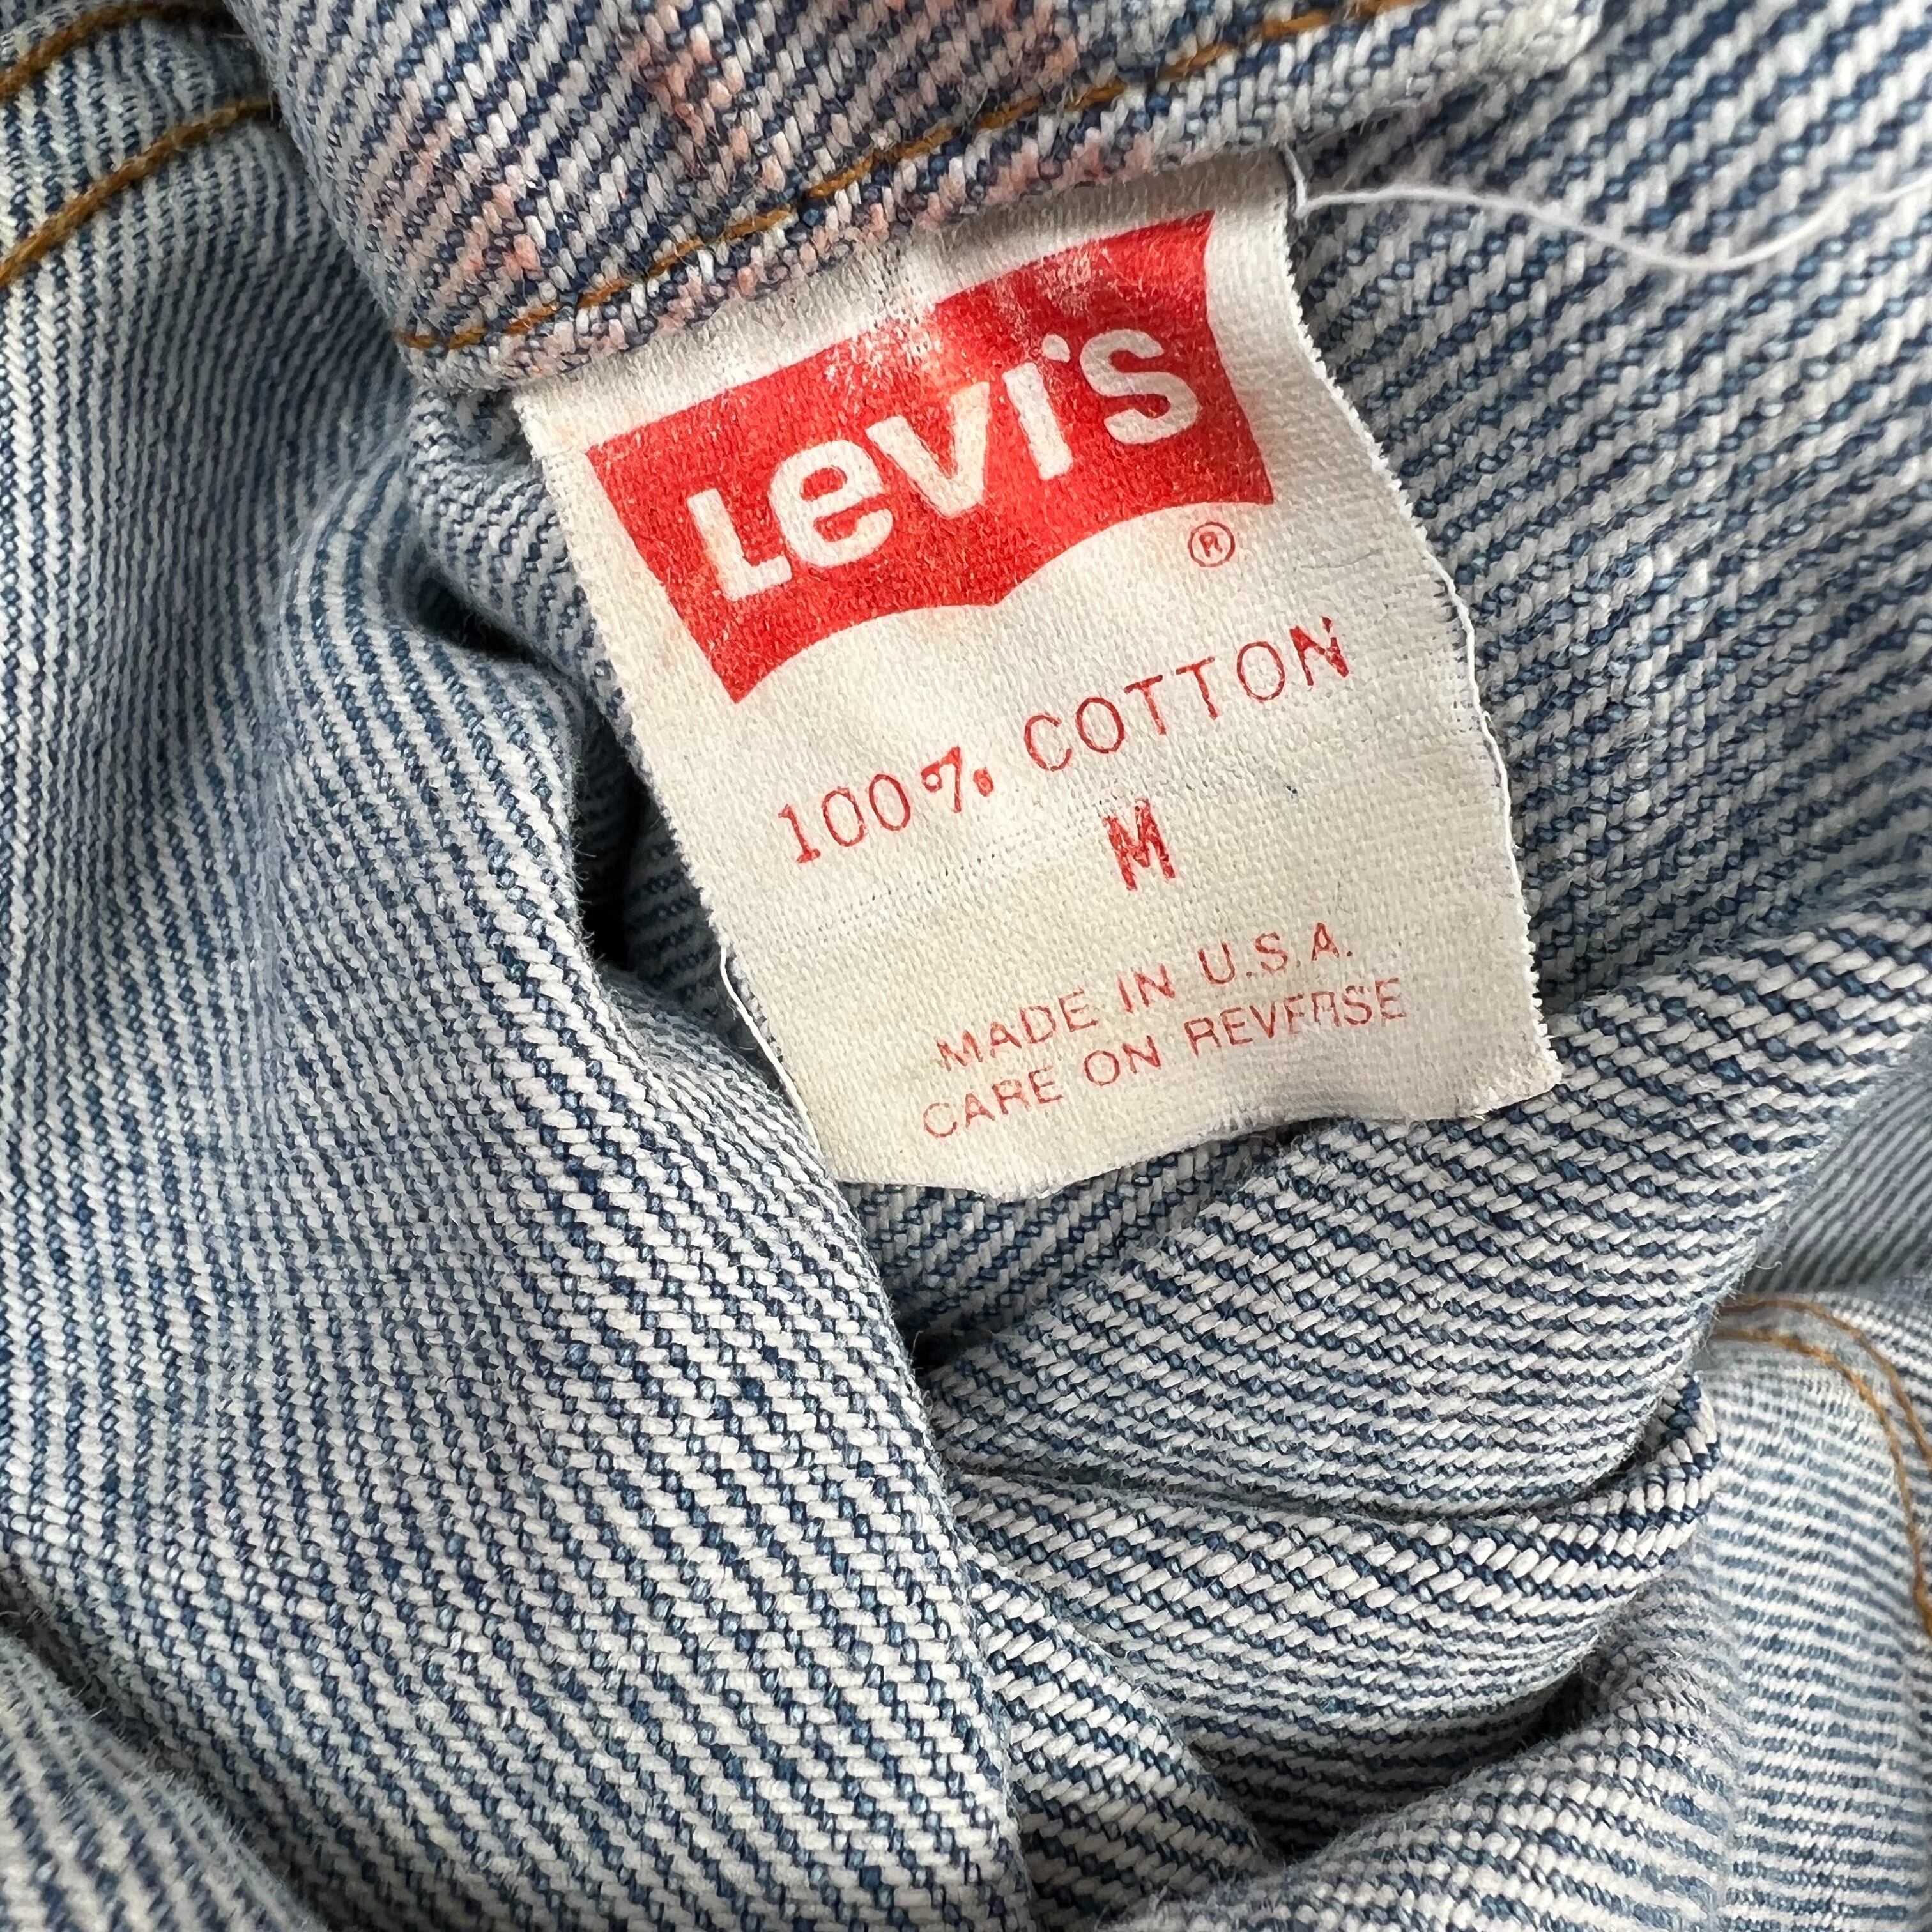 Levi's ®
100% COTTON
M
MADE IN U.S.A.
CARE ON REVERSE